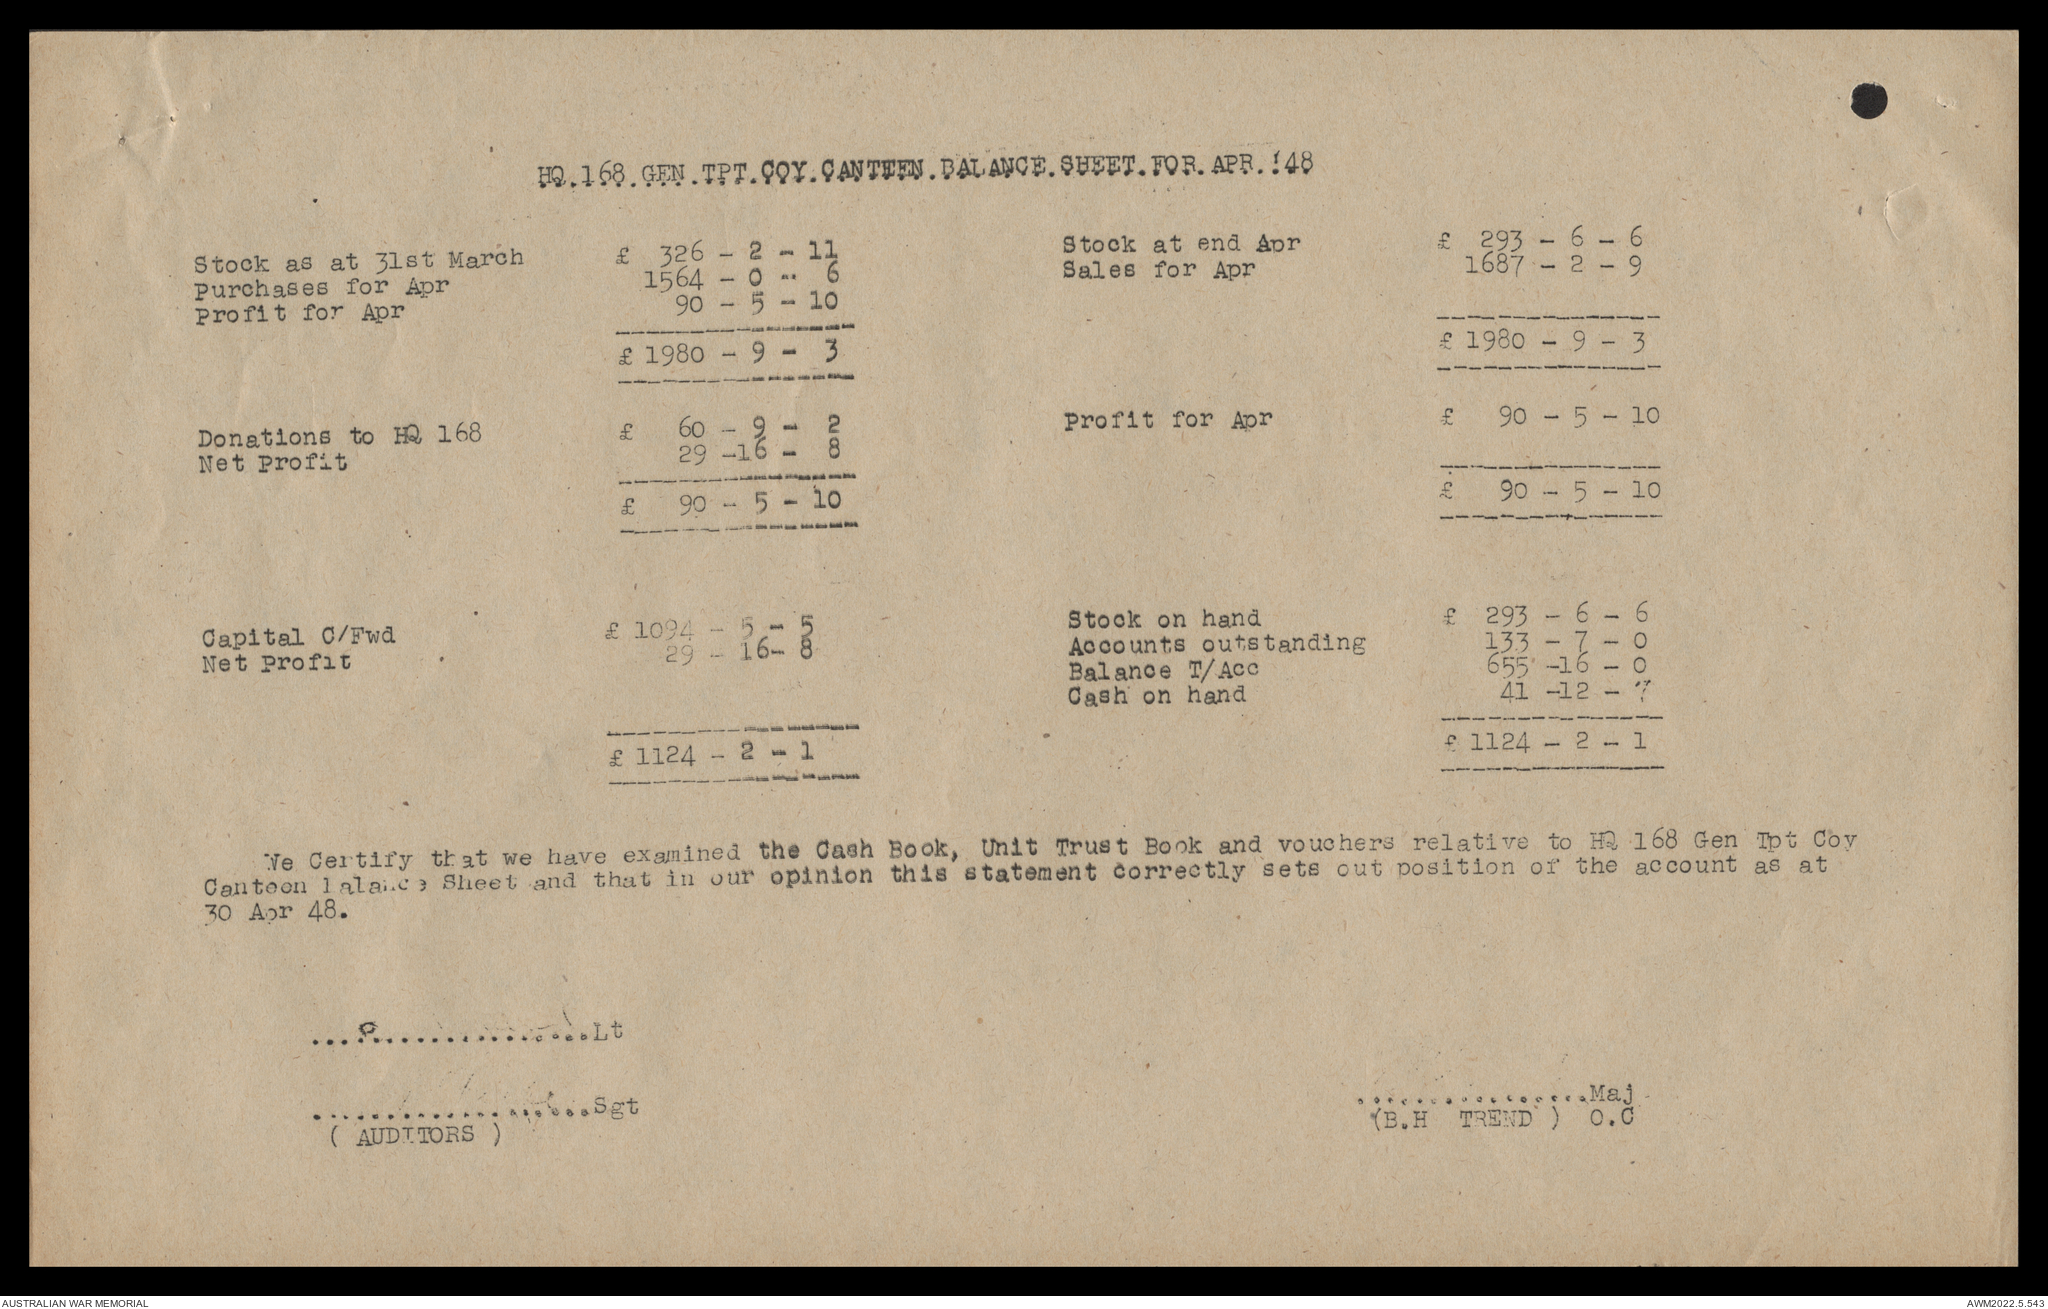 HQ.168.GEN.TPT.COY.CANTEEN.BALANCE.SHEET.FOR.APR.'48
Stock as at 31st March £ 326 - 2 - 11
Purchases for Apr 1564 - 0 - 6
Profit for Apr 90 - 5 - 10
£ 1980 - 9 - 3
Stock at end Apr £ 293 - 6 - 6
Sales for Apr 1687 - 2 - 9
£ 1980 - 9 - 3
Donations to HQ 168 £ 60 - 9 - 2
Net Profit 29 -16 - 8
£ 90 - 5 - 10
Profit for Apr £ 90 - 5 - 10
£ 90 - 5 - 10
Capital C/Fwd £ 1094 - 5 - 5
Net Profit 29 - 16- 8
£ 1124 - 2 - 1
Stock on hand £ 293 - 6 - 6
Accounts outstanding 133 - 7 - 0
Balance T/Acc 655 -16 - 0
Cash on hand 41 -12 - 7
£ 1124 - 2 - 1
We Certify that we have examined the Cash Book, Unit Trust Book and vouchers relative to HQ 168 Gen Tpt Coy
Canteen Balance Sheet and that in our opinion this statement correctly sets out position of the account as at
30 Apr 48.
....P...............Lt
...................Sgt
( AUDITORS )
................Maj
(B.H TREND ) O.C
AUSTRALIAN WAR MEMORIAL
AWM2022.5.543